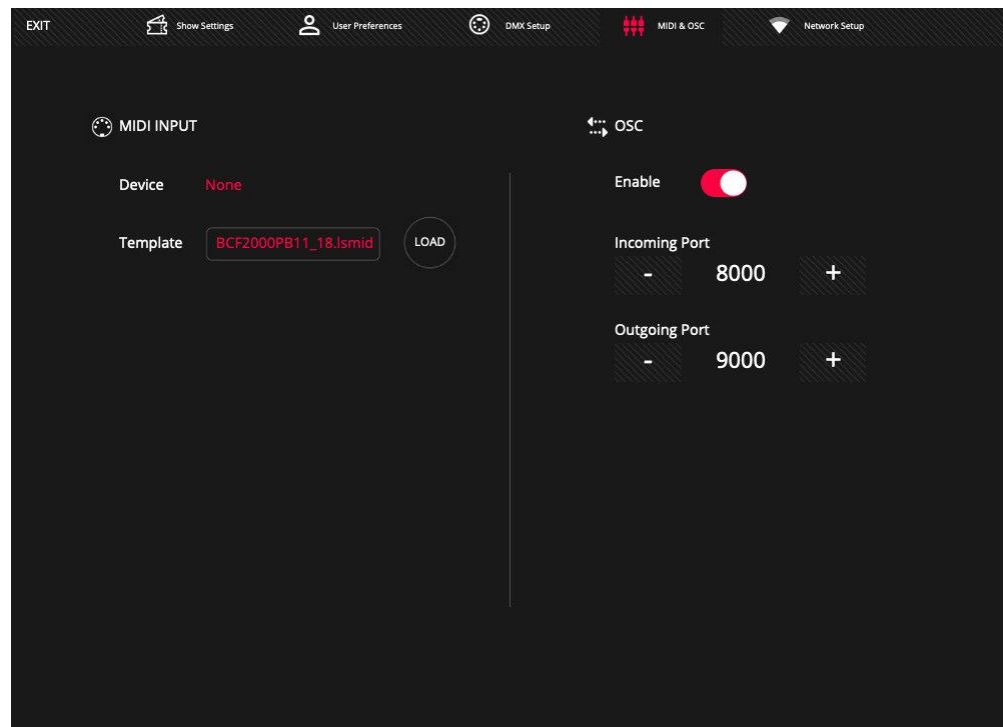 EXIT
Show Settings
User Preferences
DMX Setup
MIDI & OSC
Network Setup
MIDI INPUT
Device None
Template BCF2000PB11_18.lsmid LOAD
OSC
Enable
Incoming Port
- 8000 +
Outgoing Port
- 9000 +